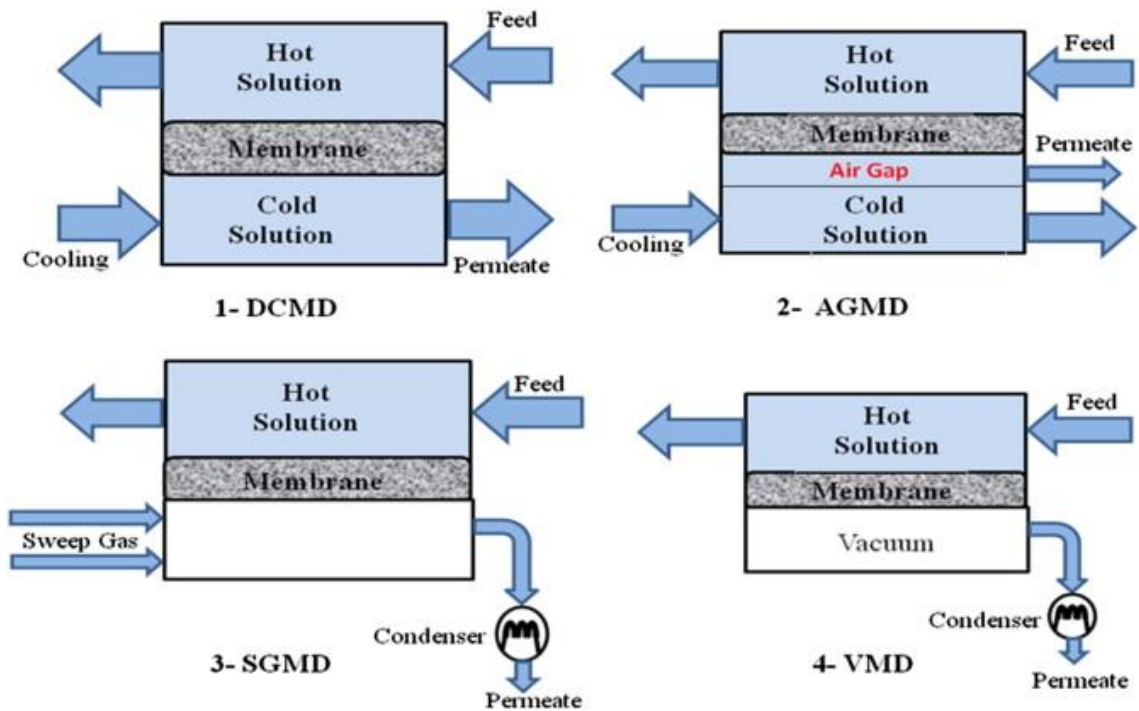 Feed
Hot
Solution
Membrane
Cold
Solution
Cooling
Permeate
1- DCMD
Feed
Hot
Solution
Membrane
Permeate
Air Gap
Cold
Solution
Cooling
2- AGMD
Feed
Hot
Solution
Membrane
Sweep Gas
Condenser
3- SGMD
Permeate
Feed
Hot
Solution
Membrane
Vacuum
Condenser
4- VMD
Permeate